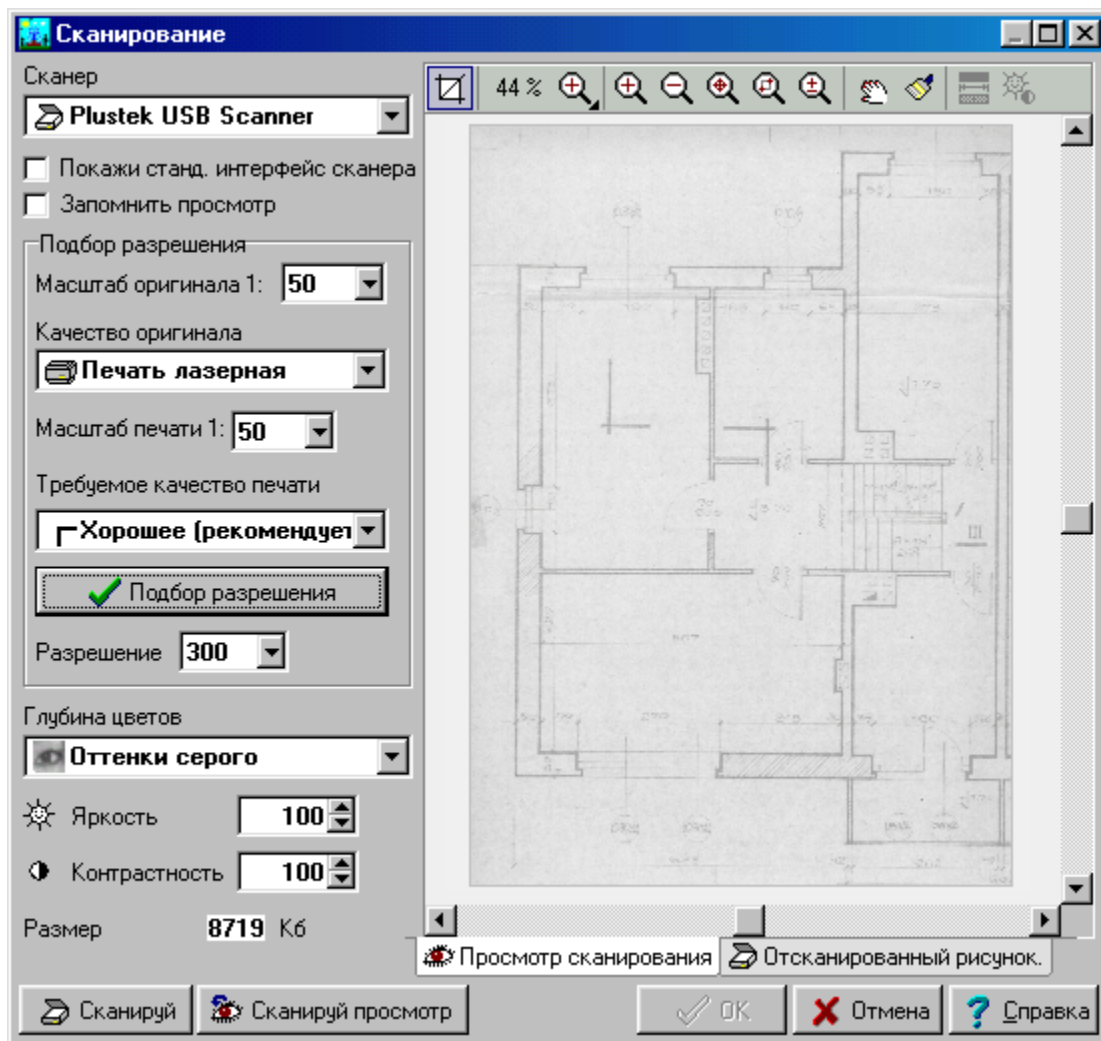 Сканирование
Сканер
Plustek USB Scanner
Покажи станд. интерфейс сканера
Запомнить просмотр
Подбор разрешения
Масштаб оригинала 1: 50
Качество оригинала
Печать лазерная
Масштаб печати 1: 50
Требуемое качество печати
Хорошее (рекомендует
Подбор разрешения
Разрешение 300
Глубина цветов
Оттенки серого
Яркость 100
Контрастность 100
Размер 8719 Кб
44 %
Просмотр сканирования Отсканированный рисунок.
Сканируй Сканируй просмотр OK Отмена Справка